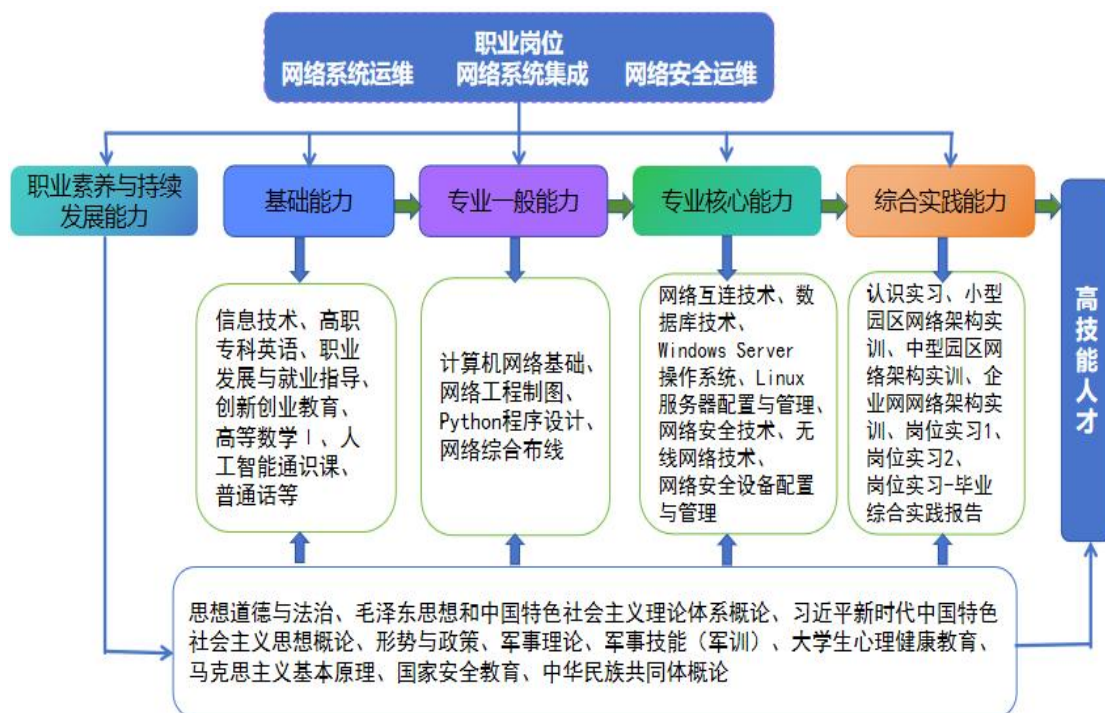 职业岗位
网络系统运维 网络系统集成 网络安全运维
职业素养与持续
发展能力
基础能力
专业一般能力
专业核心能力
综合实践能力
信息技术、高职
专科英语、职业
发展与就业指导、
创新创业教育、
高等数学Ⅰ、人
工智能通识课、
普通话等
计算机网络基础、
网络工程制图、
Python程序设计、
网络综合布线
网络互连技术、数
据库技术、
Windows Server
操作系统、Linux
服务器配置与管理、
网络安全技术、无
线网络技术、
网络安全设备配置
与管理
认识实习、小型
园区网络架构实
训、中型园区网
络架构实训、企
业网网络架构实
训、岗位实习1、
岗位实习2、
岗位实习-毕业
综合实践报告
高技能人才
思想道德与法治、毛泽东思想和中国特色社会主义理论体系概论、习近平新时代中国特色
社会主义思想概论、形势与政策、军事理论、军事技能（军训）、大学生心理健康教育、
马克思主义基本原理、国家安全教育、中华民族共同体概论